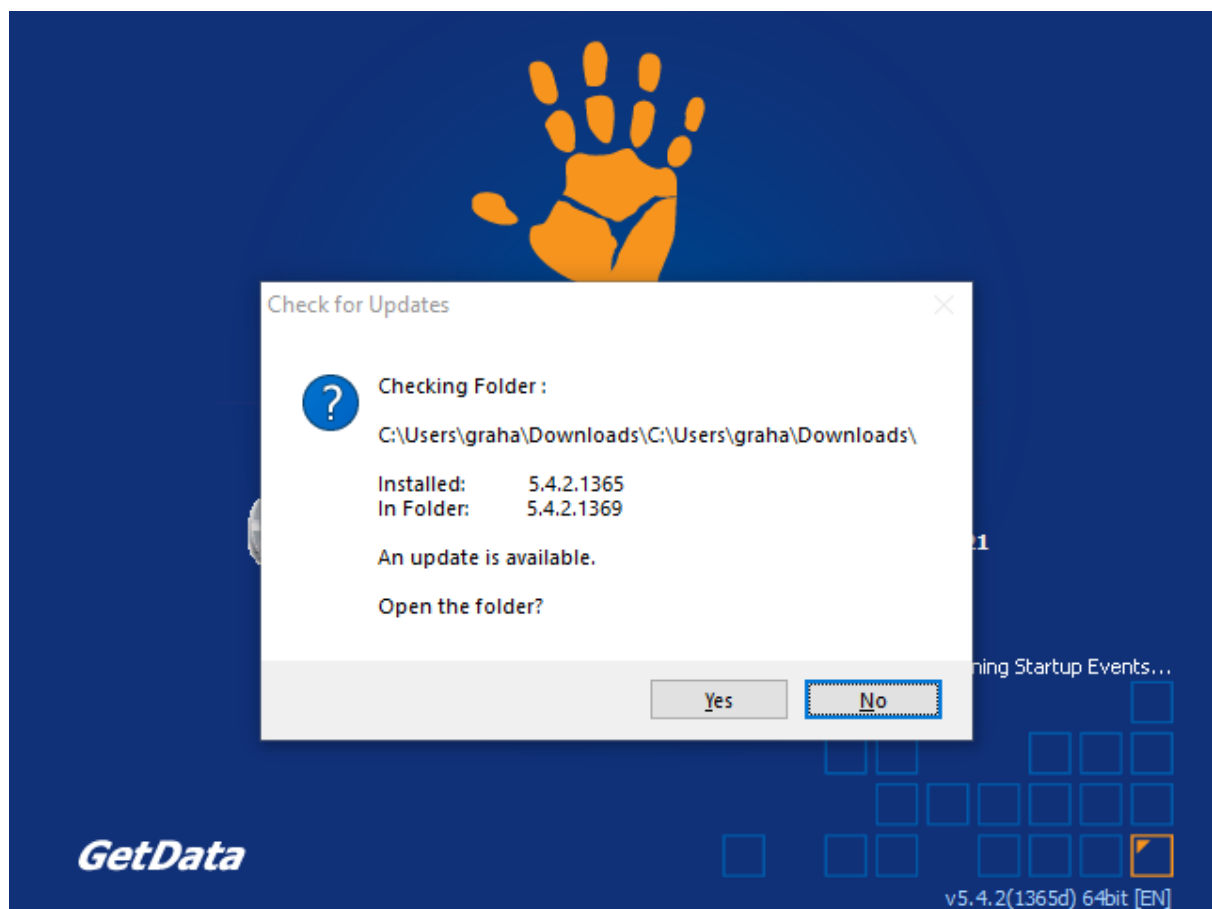 Check for Updates
Checking Folder :
C:\Users\graha\Downloads\C:\Users\graha\Downloads\
Installed: 5.4.2.1365
In Folder: 5.4.2.1369
An update is available.
Open the folder?
Yes No
Startup Events...
GetData
v5.4.2(1365d) 64bit [EN]